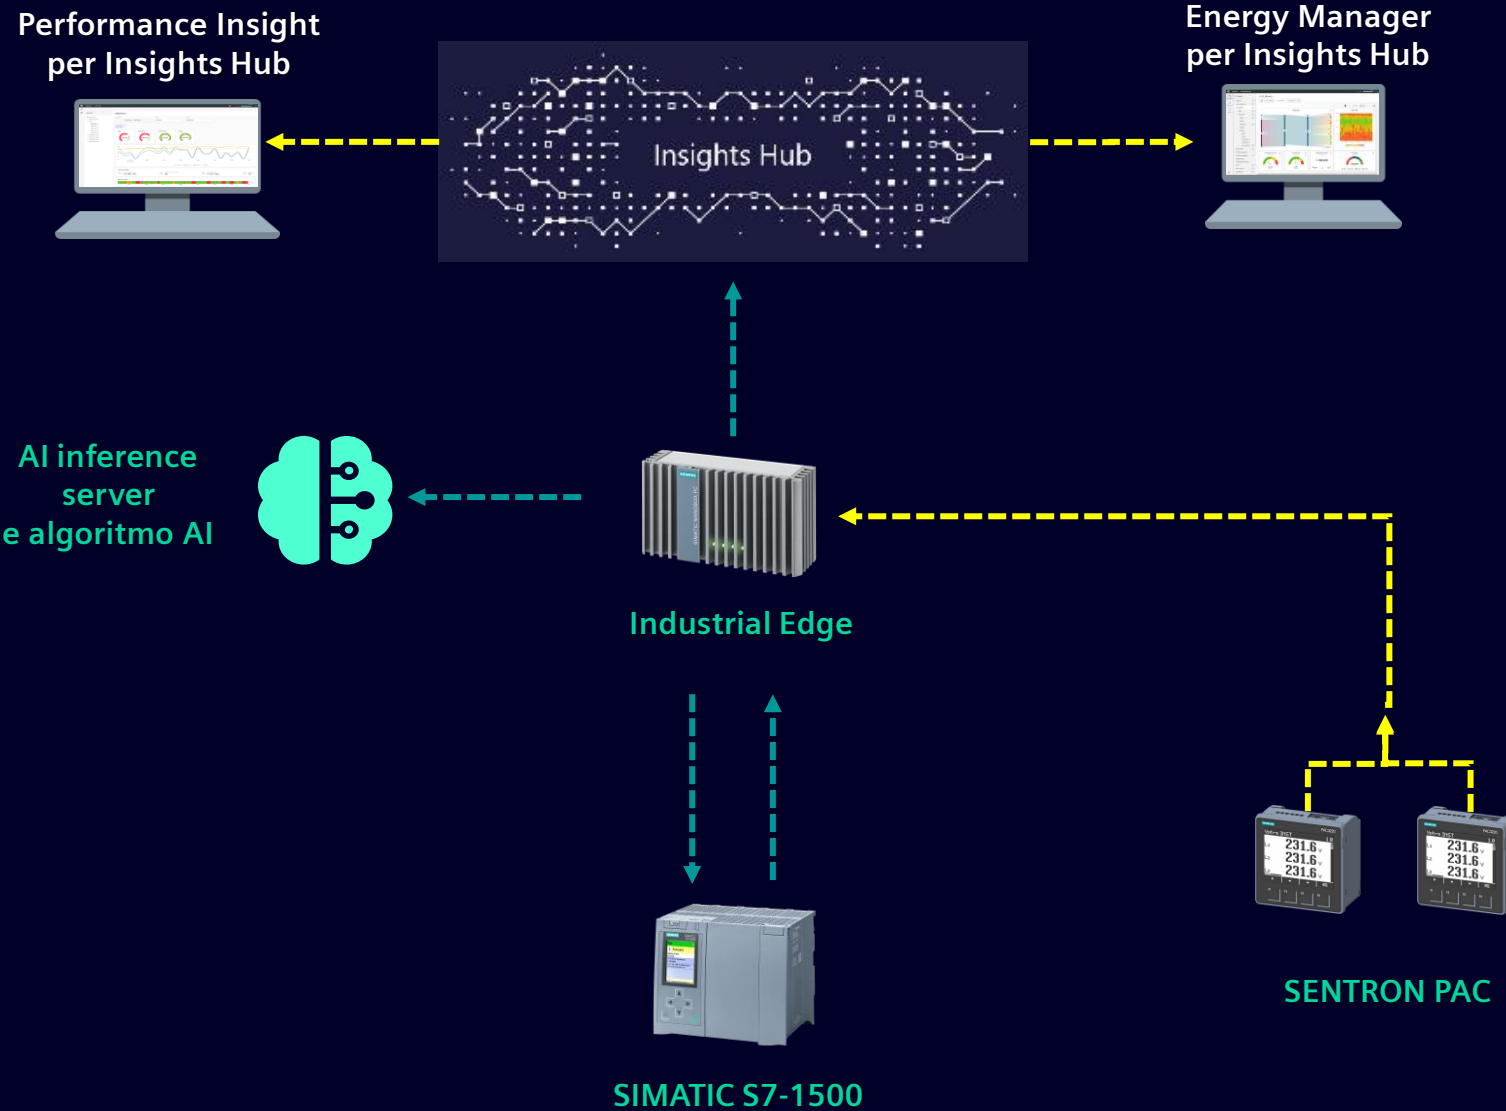 Performance Insight
per Insights Hub
Energy Manager
per Insights Hub
Insights Hub
AI inference
server
e algoritmo AI
SIEMENS
Industrial Edge
231.6 V
231.6 V
231.6 V
231.6 V
231.6 V
231.6 V
SENTRON PAC
SIMATIC S7-1500